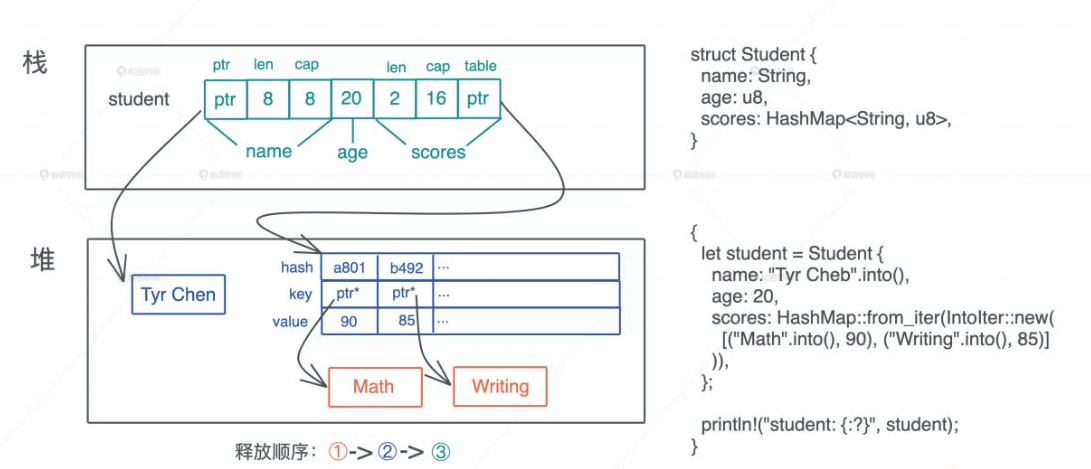 栈
ptr len cap len cap table
student ptr 8 8 20 2 16 ptr
name age scores
struct Student {
name: String,
age: u8,
scores: HashMap<String, u8>,
}
堆
hash a801 b492 ...
key ptr* ptr* ...
value 90 85 ...
Tyr Chen
Math Writing
释放顺序: ①->②->③
{
let student = Student {
name: "Tyr Cheb".into(),
age: 20,
scores: HashMap::from_iter(IntoIter::new(
[("Math".into(), 90), ("Writing".into(), 85)]
)),
};
println!("student: {:?}", student);
}